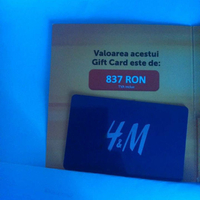 Valoarea acestui
Gift Card este de:
837 RON
H&M